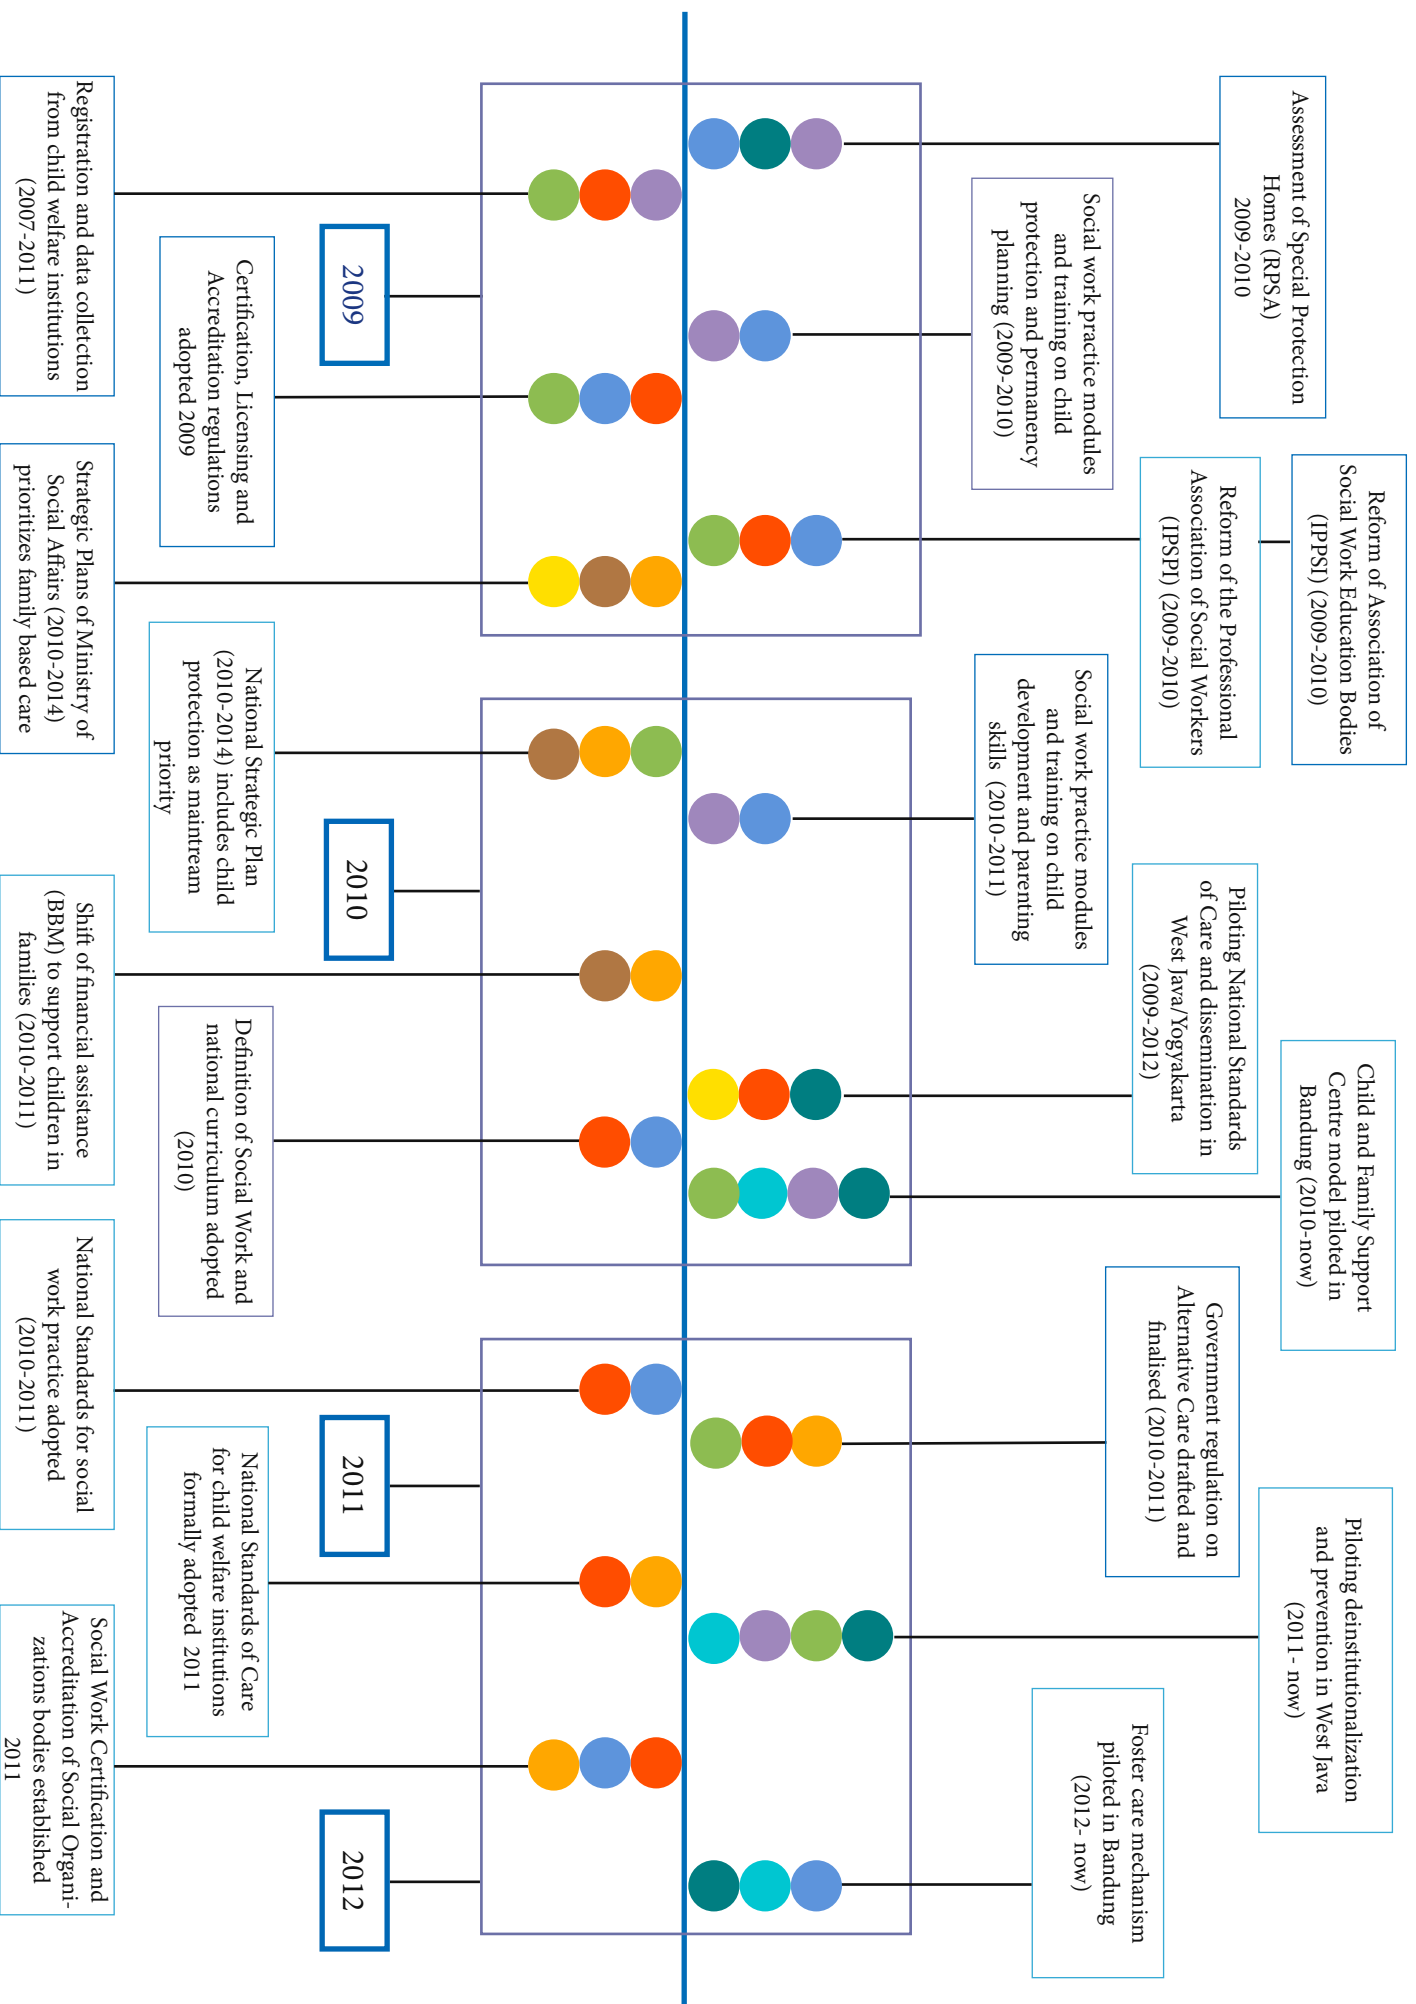 Assessment of Special Protection
Homes (RPSA)
2009-2010
Social work practice modules
and training on child
protection and permanency
planning (2009-2010)
Reform of Association of
Social Work Education Bodies
(IPPSI) (2009-2010)
Reform of the Professional
Association of Social Workers
(IPSPI) (2009-2010)
Social work practice modules
and training on child
development and parenting
skills (2010-2011)
Piloting National Standards
of Care and dissemination in
West Java/Yogyakarta
(2009-2012)
Child and Family Support
Centre model piloted in
Bandung (2010-now)
Government regulation on
Alternative Care drafted and
finalised (2010-2011)
Piloting deinstitutionalization
and prevention in West Java
(2011- now)
Foster care mechanism
piloted in Bandung
(2012- now)
2009
2010
2011
2012
Registration and data colletction
from child welfare institutions
(2007-2011)
Certification, Licensing and
Accreditation regulations
adopted 2009
Strategic Plans of Ministry of
Social Affairs (2010-2014)
prioritizes family based care
National Strategic Plan
(2010-2014) includes child
protection as maintream
priority
Shift of financial assistance
(BBM) to support children in
families (2010-2011)
Definition of Social Work and
national curriculum adopted
(2010)
National Standards for social
work practice adopted
(2010-2011)
National Standards of Care
for child welfare institutions
formally adopted 2011
Social Work Certification and
Accreditation of Social Organi-
zations bodies established
2011